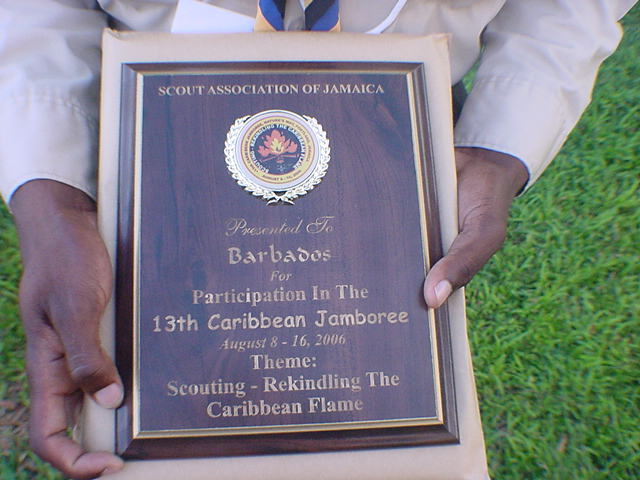 SCOUT ASSOCIATION OF JAMAICA
Presented To
Barbados
For
Participation In The
13th Caribbean Jamboree
August 8 - 16, 2006
Theme:
Scouting - Rekindling The
Caribbean Flame